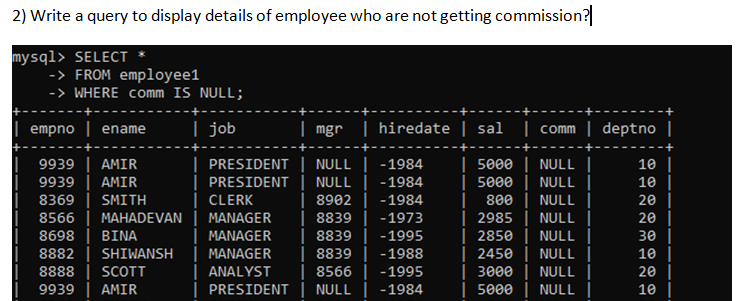 2) Write a query to display details of employee who are not getting commission?
mysql> SELECT *
-> FROM employee1
-> WHERE comm IS NULL;
+-------+-----------+-----------+------+----------+------+------+--------+
| empno | ename | job | mgr | hiredate | sal | comm | deptno |
+-------+-----------+-----------+------+----------+------+------+--------+
| 9939 | AMIR | PRESIDENT | NULL | -1984 | 5000 | NULL | 10 |
| 9939 | AMIR | PRESIDENT | NULL | -1984 | 5000 | NULL | 10 |
| 8369 | SMITH | CLERK | 8902 | -1984 | 800 | NULL | 20 |
| 8566 | MAHADEVAN | MANAGER | 8839 | -1973 | 2985 | NULL | 20 |
| 8698 | BINA | MANAGER | 8839 | -1995 | 2850 | NULL | 30 |
| 8882 | SHIWANSH | MANAGER | 8839 | -1988 | 2450 | NULL | 10 |
| 8888 | SCOTT | ANALYST | 8566 | -1995 | 3000 | NULL | 20 |
| 9939 | AMIR | PRESIDENT | NULL | -1984 | 5000 | NULL | 10 |